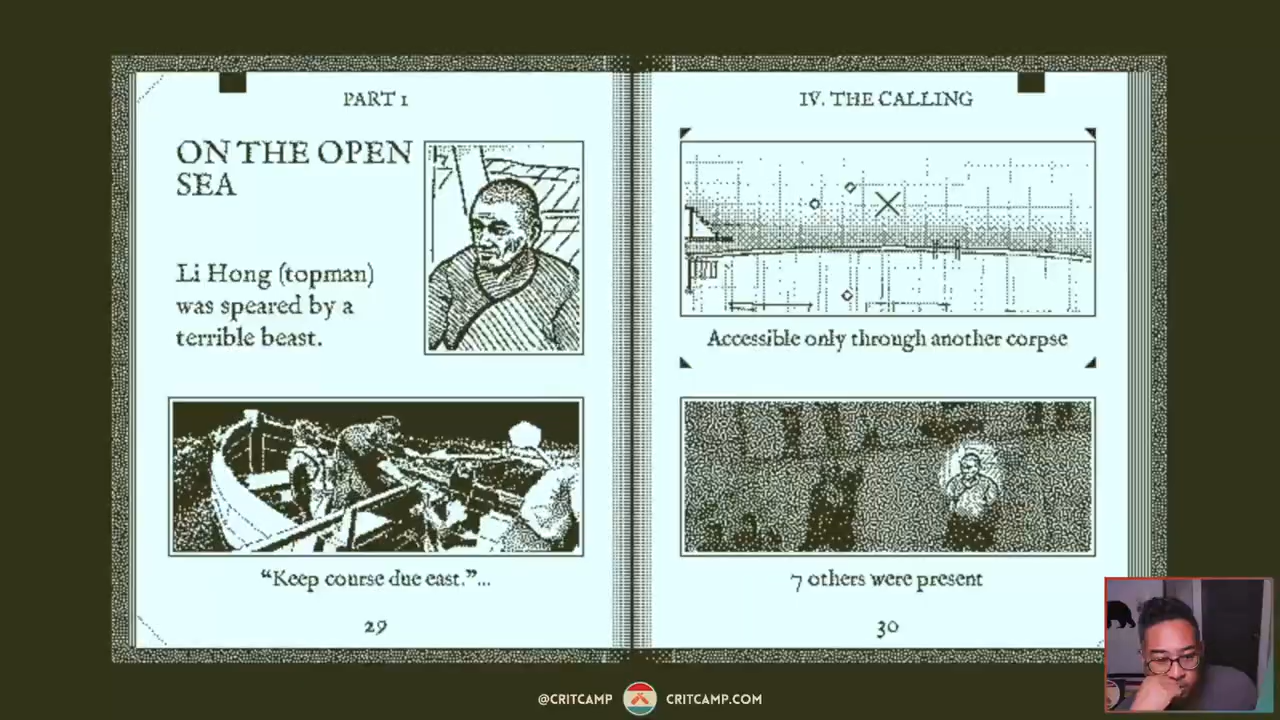 PART 1
ON THE OPEN
SEA
Li Hong (topman)
was speared by a
terrible beast.
“Keep course due east.”...
29
IV. THE CALLING
Accessible only through another corpse
7 others were present
30
@CRITCAMP
CRITCAMP.COM